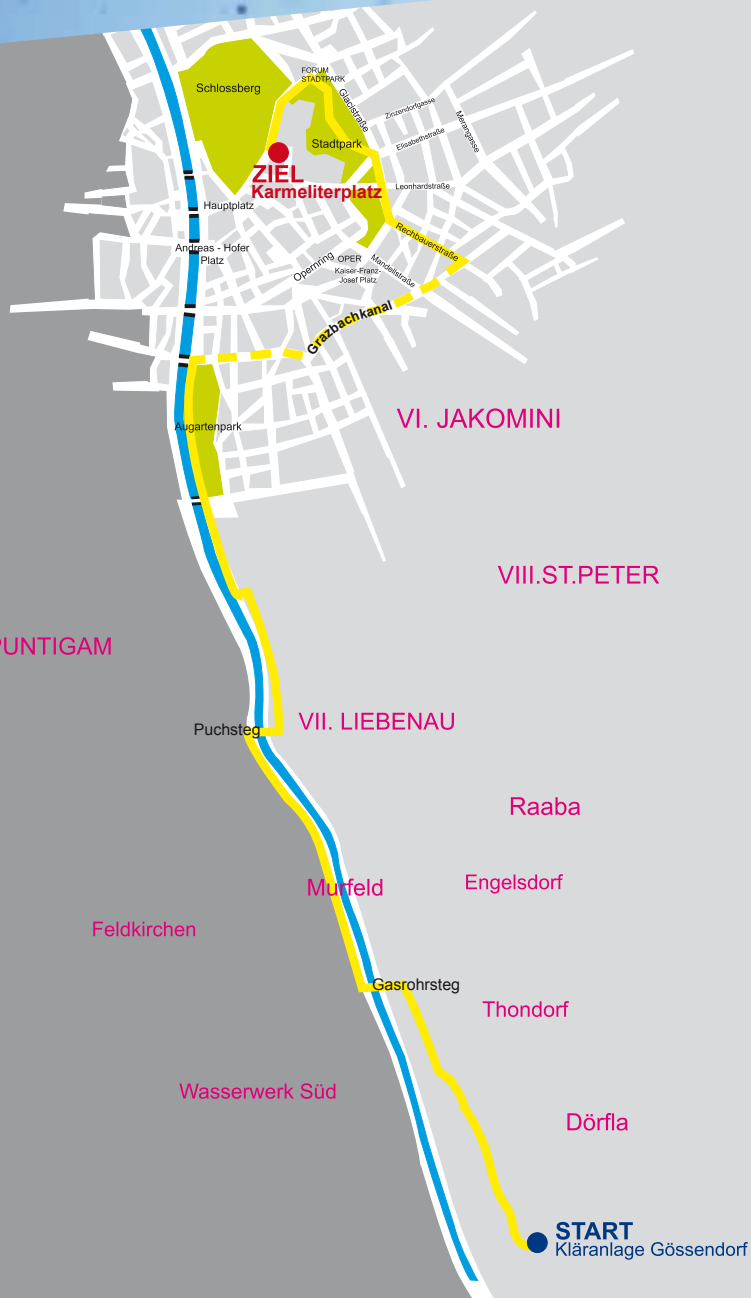 FORUM
STADTPARK
Schlossberg
Glacisstraße
Zinzendorfgasse
Merangasse
Elisabethstraße
Stadtpark
ZIEL
Karmeliterplatz
Leonhardstraße
Hauptplatz
Rechbauerstraße
Andreas - Hofer
Platz
Opernring
OPER
Kaiser-Franz-
Josef Platz
Mandellstraße
Grazbachkanal
VI. JAKOMINI
Augartenpark
VIII.ST.PETER
PUNTIGAM
VII. LIEBENAU
Puchsteg
Raaba
Engelsdorf
Murfeld
Feldkirchen
Gasrohrsteg
Thondorf
Wasserwerk Süd
Dörfla
START
Kläranlage Gössendorf